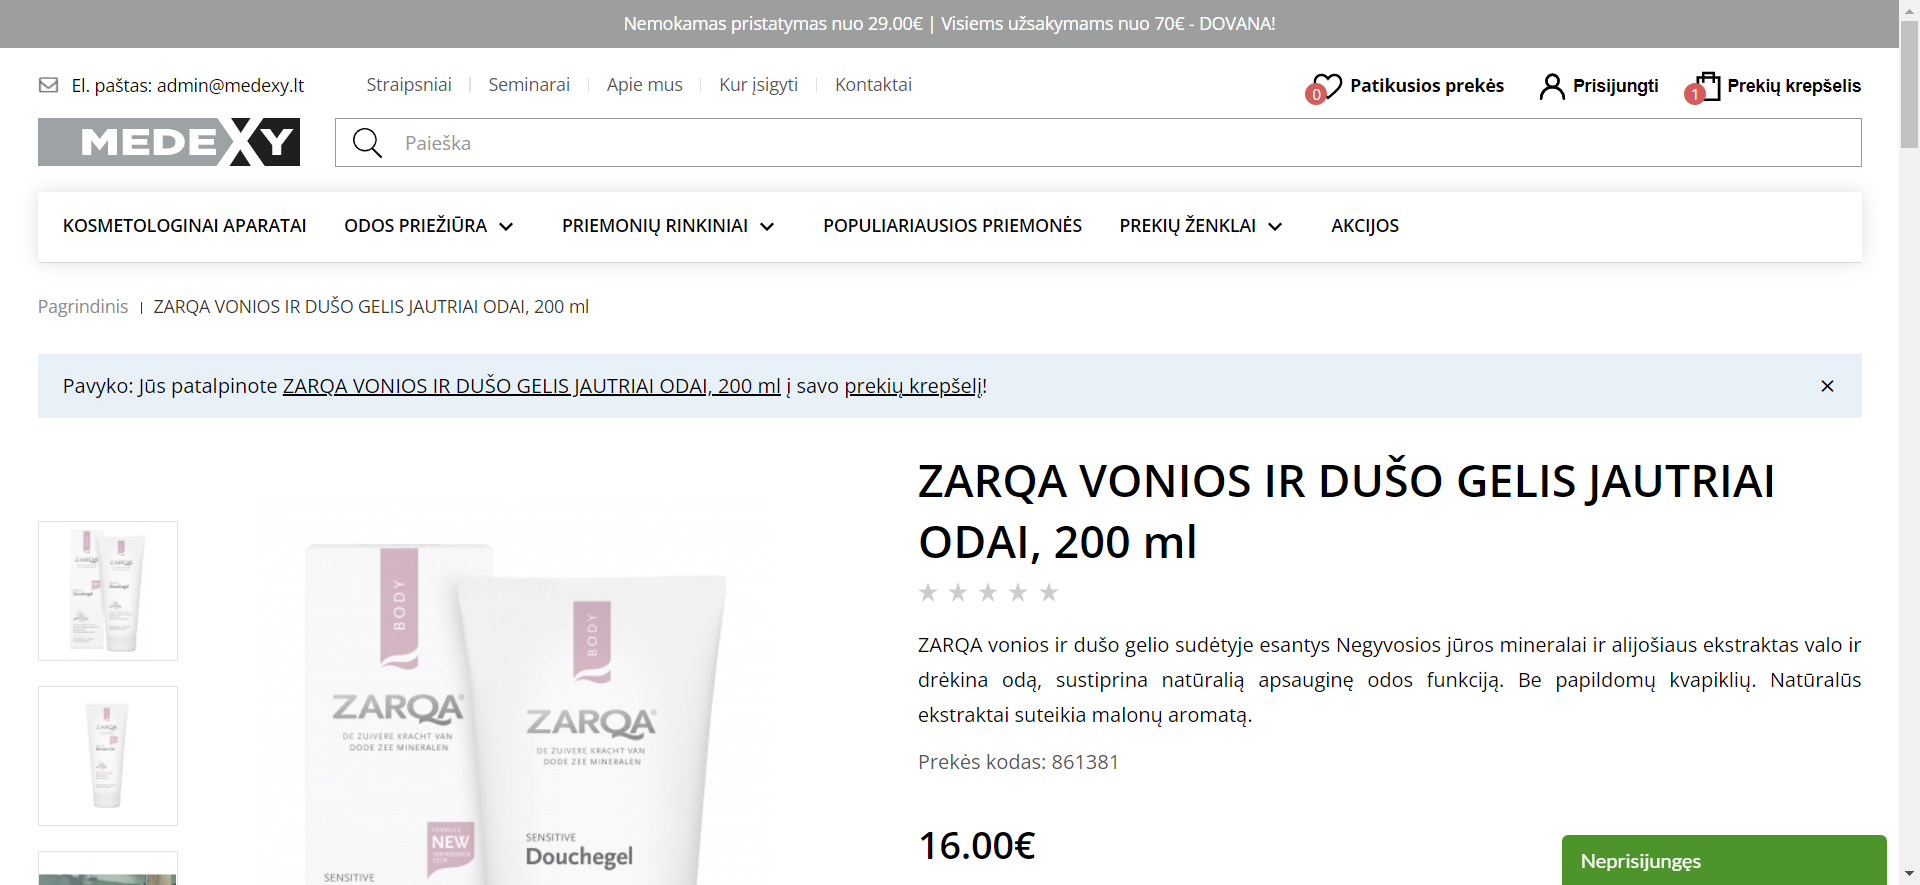 Nemokamas pristatymas nuo 29.00€ | Visiems užsakymams nuo 70€ - DOVANA!
El. paštas: admin@medexy.lt
Straipsniai
Seminarai
Apie mus
Kur įsigyti
Kontaktai
0
Patikusios prekės
Prisijungti
1
Prekių krepšelis
MEDEXY
Paieška
KOSMETOLOGINAI APARATAI
ODOS PRIEŽIŪRA
PRIEMONIŲ RINKINIAI
POPULIARIAUSIOS PRIEMONĖS
PREKIŲ ŽENKLAI
AKCIJOS
Pagrindinis
ZARQA VONIOS IR DUŠO GELIS JAUTRIAI ODAI, 200 ml
Pavyko: Jūs patalpinote ZARQA VONIOS IR DUŠO GELIS JAUTRIAI ODAI, 200 ml į savo prekių krepšelį!
ZARQA VONIOS IR DUŠO GELIS JAUTRIAI
ODAI, 200 ml
ZARQA vonios ir dušo gelio sudėtyje esantys Negyvosios jūros mineralai ir alijošiaus ekstraktas valo ir
drėkina odą, sustiprina natūralią apsauginę odos funkciją. Be papildomų kvapiklių. Natūralūs
ekstraktai suteikia malonų aromatą.
Prekės kodas: 861381
16.00€
Neprisijungęs
BODY
ZARQA
DE ZUIVERE KRACHT VAN
DODE ZEE MINERALEN
NEW
SENSITIVE
BODY
ZARQA
DE ZUIVERE KRACHT VAN
DODE ZEE MINERALEN
SENSITIVE
Douchegel
ZARQA
ZARQA
Douchegel
ZARQA